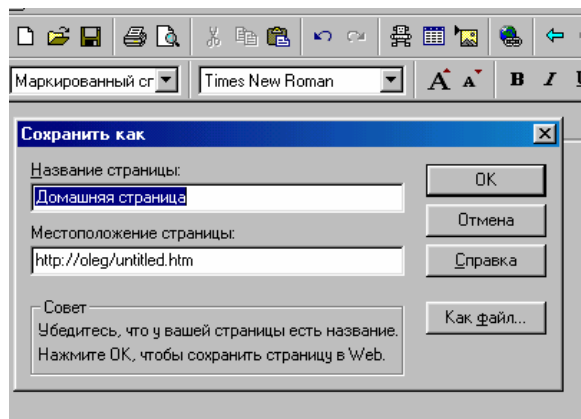 Маркированный сг Times New Roman A A B I
Сохранить как
Название страницы:
Домашняя страница
OK
Отмена
Местоположение страницы:
http://oleg/untitled.htm
Справка
Совет
Убедитесь, что у вашей страницы есть название.
Нажмите OK, чтобы сохранить страницу в Web.
Как файл...